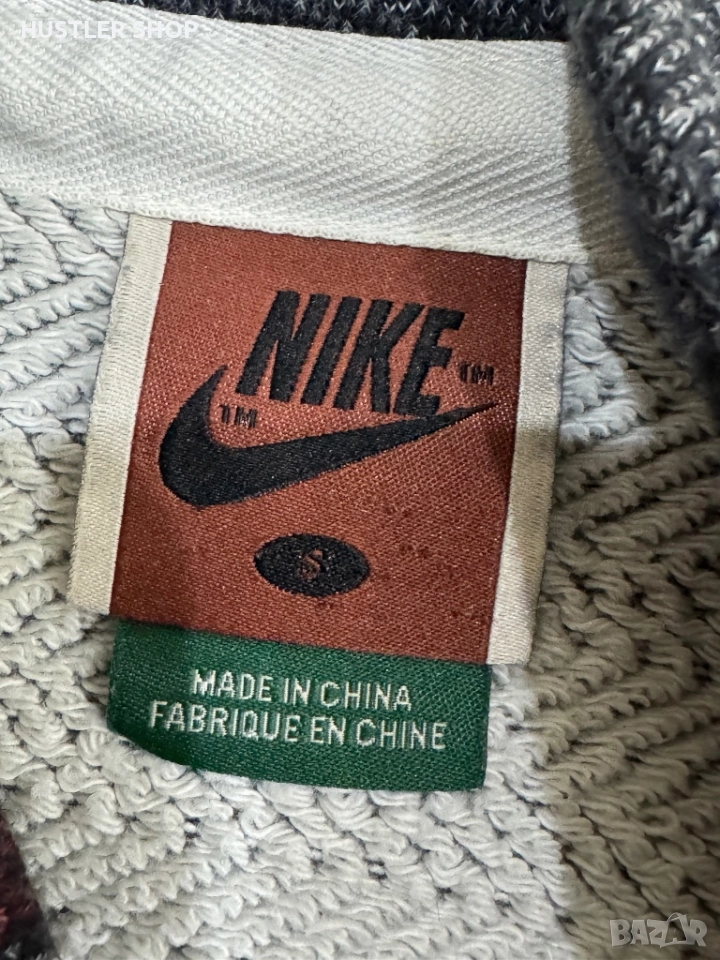 HUSTLER SHOP
NIKE™
™
S
MADE IN CHINA
FABRIQUE EN CHINE
BAZAR